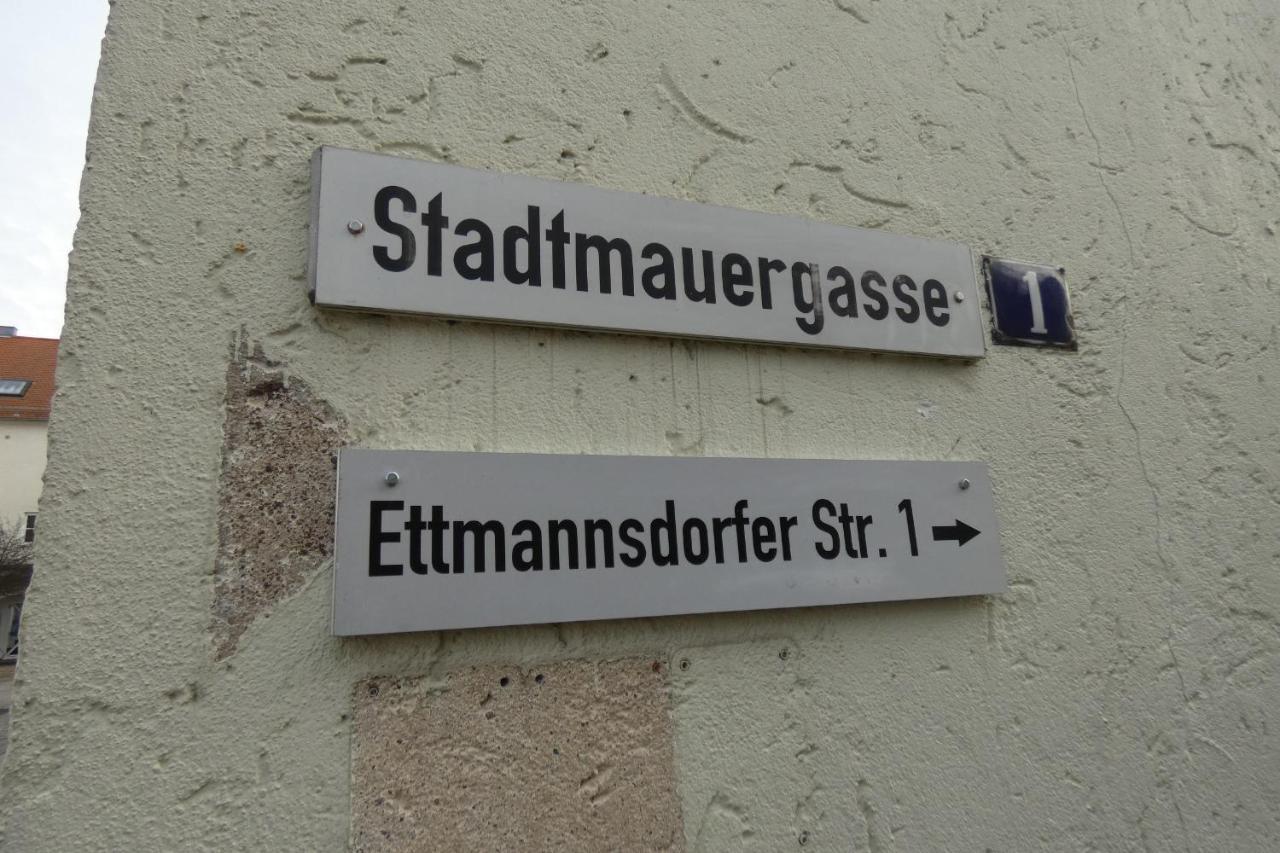 Stadtmauergasse 1
Ettmannsdorfer Str. 1 →